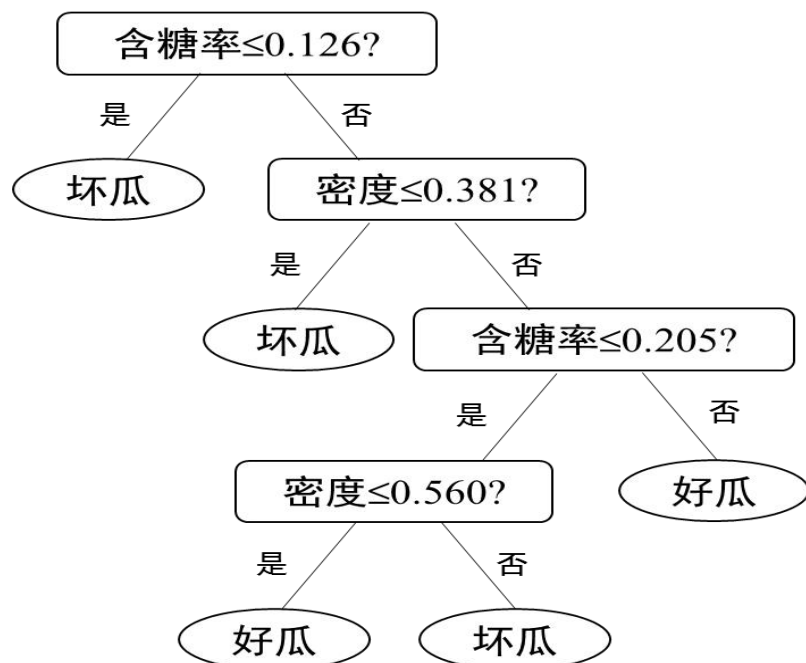 含糖率≤0.126?
是
否
坏瓜
密度≤0.381?
是
否
坏瓜
含糖率≤0.205?
是
否
密度≤0.560?
好瓜
是
否
好瓜
坏瓜